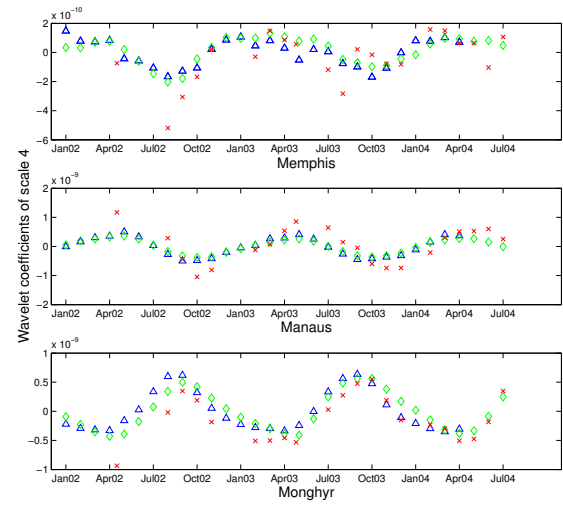 x 10⁻¹⁰
2
0
−2
−4
−6
Jan02 Apr02 Jul02 Oct02 Jan03 Apr03 Jul03 Oct03 Jan04 Apr04 Jul04
Memphis
Wavelet coefficients of scale 4
x 10⁻⁹
2
1
0
−1
−2
Jan02 Apr02 Jul02 Oct02 Jan03 Apr03 Jul03 Oct03 Jan04 Apr04 Jul04
Manaus
x 10⁻⁹
1
0.5
0
−0.5
−1
Jan02 Apr02 Jul02 Oct02 Jan03 Apr03 Jul03 Oct03 Jan04 Apr04 Jul04
Monghyr